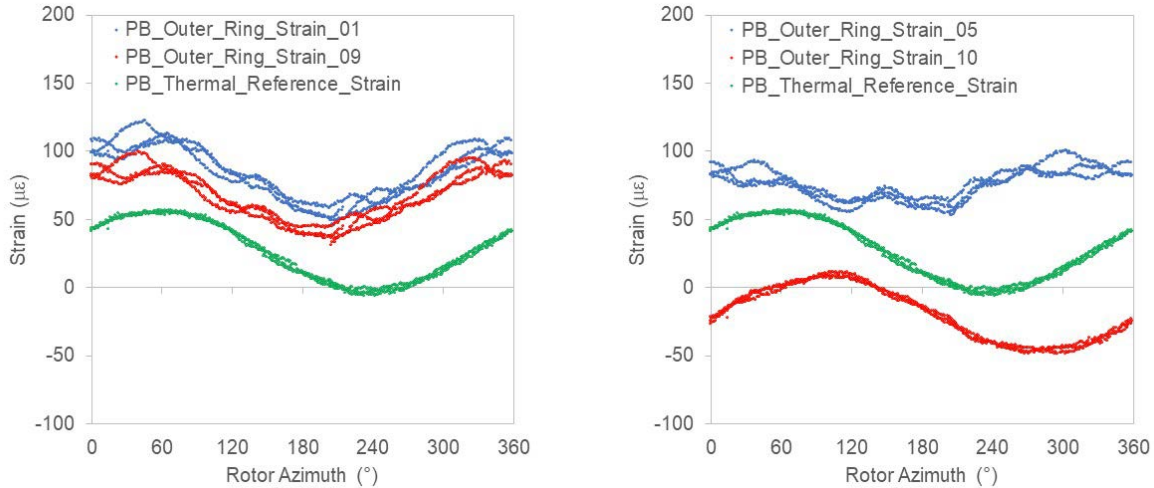 200
150
100
50
0
-50
-100
Strain (με)
PB_Outer_Ring_Strain_01
PB_Outer_Ring_Strain_09
PB_Thermal_Reference_Strain
0 60 120 180 240 300 360
Rotor Azimuth (°)
200
150
100
50
0
-50
-100
Strain (με)
PB_Outer_Ring_Strain_05
PB_Outer_Ring_Strain_10
PB_Thermal_Reference_Strain
0 60 120 180 240 300 360
Rotor Azimuth (°)